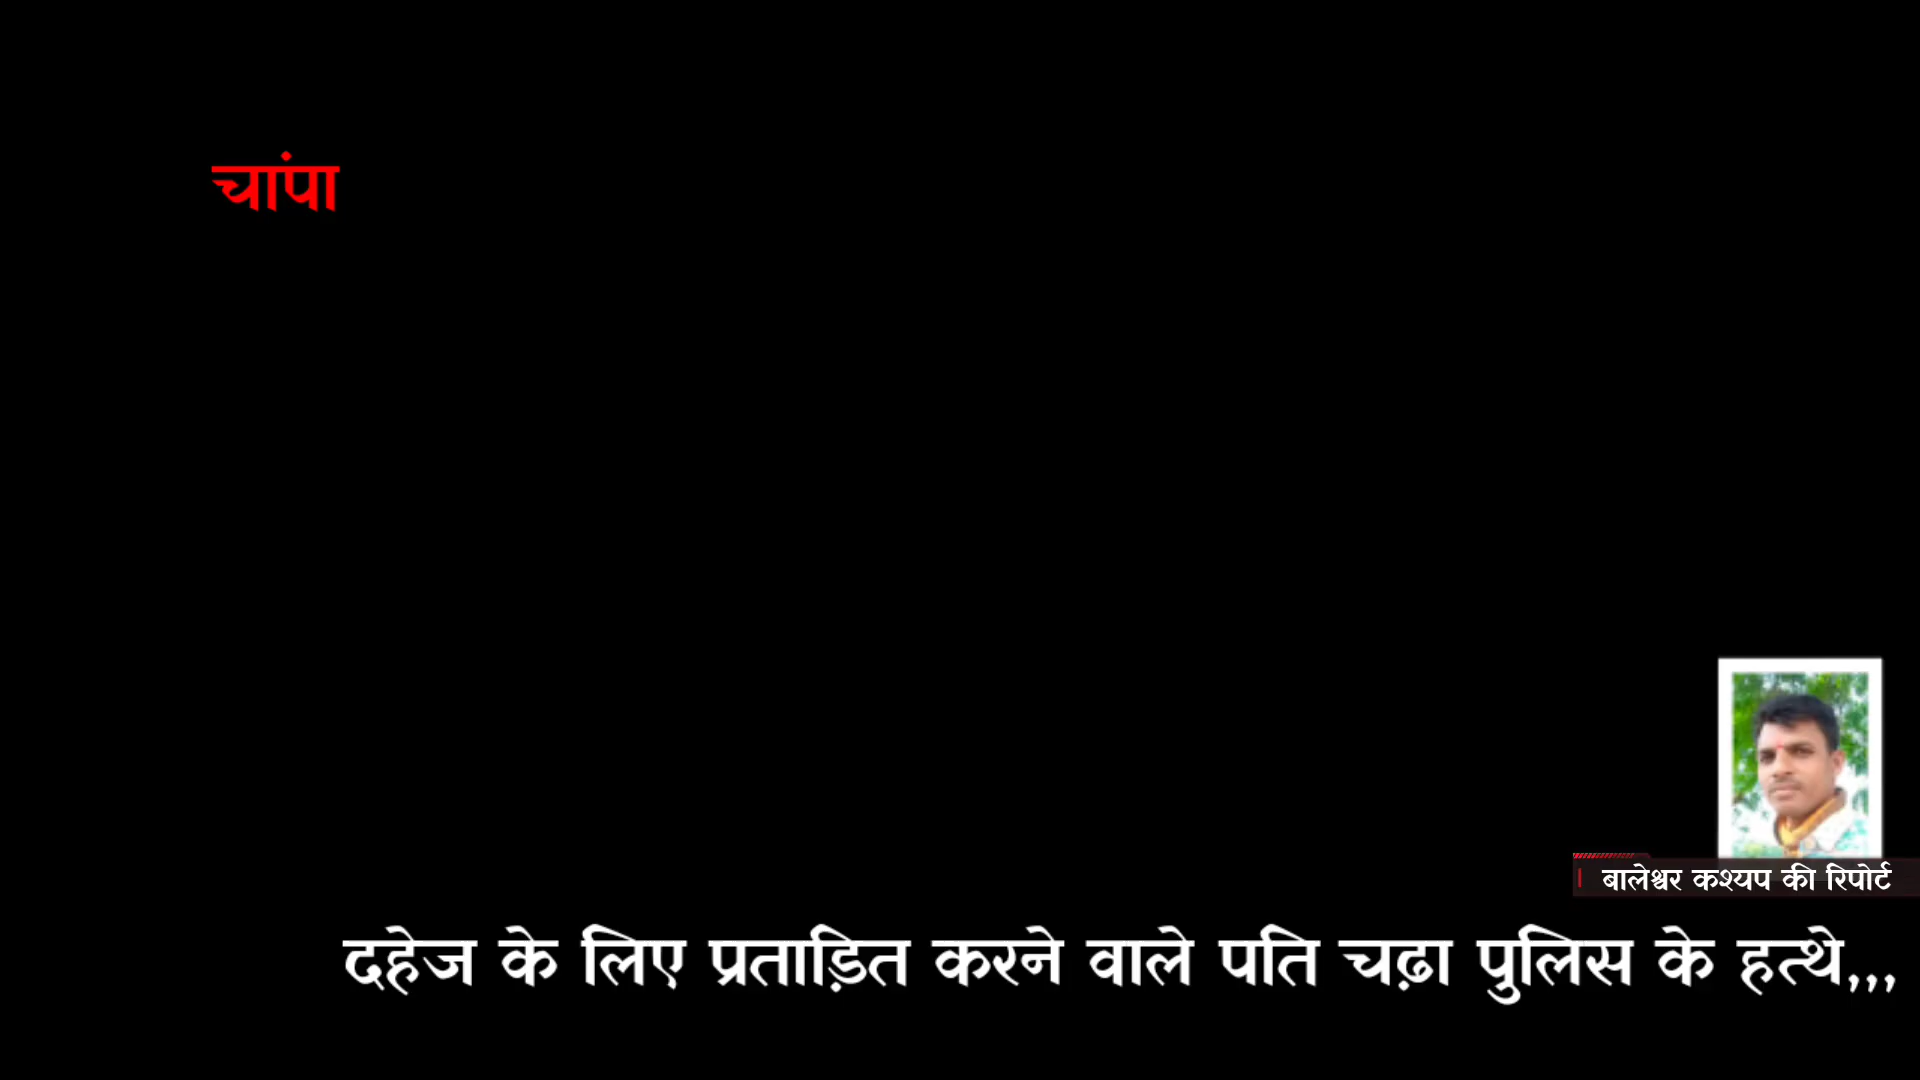 चांपा
बालेश्वर कश्यप की रिपोर्ट
दहेज के लिए प्रताड़ित करने वाले पति चढ़ा पुलिस के हत्थे,,,